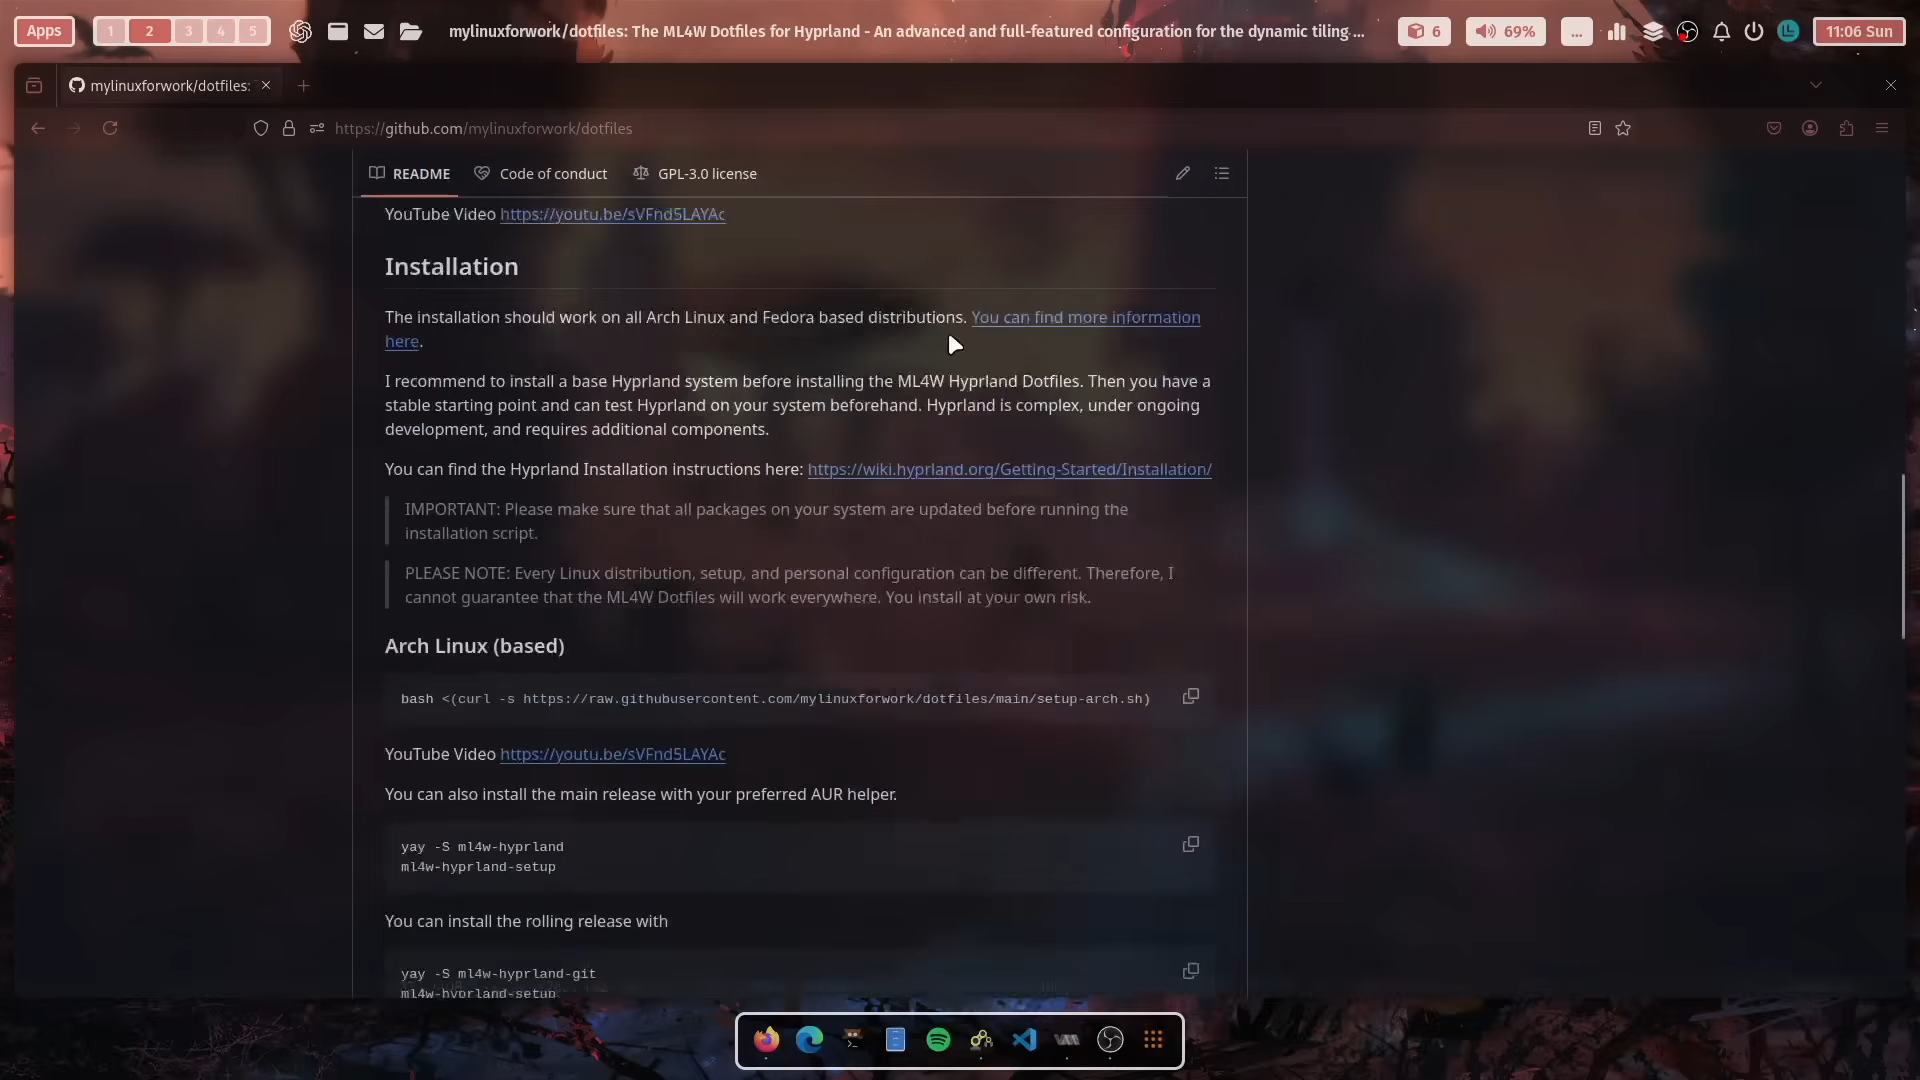 Apps
1
2
3
4
5
mylinuxforwork/dotfiles: The ML4W Dotfiles for Hyprland - An advanced and full-featured configuration for the dynamic tiling ...
6
69%
...
11:06 Sun
mylinuxforwork/dotfiles:
https://github.com/mylinuxforwork/dotfiles
README
Code of conduct
GPL-3.0 license
YouTube Video https://youtu.be/sVFnd5LAYAc
Installation
The installation should work on all Arch Linux and Fedora based distributions. You can find more information
here.
I recommend to install a base Hyprland system before installing the ML4W Hyprland Dotfiles. Then you have a
stable starting point and can test Hyprland on your system beforehand. Hyprland is complex, under ongoing
development, and requires additional components.
You can find the Hyprland Installation instructions here: https://wiki.hyprland.org/Getting-Started/Installation/
IMPORTANT: Please make sure that all packages on your system are updated before running the
installation script.
PLEASE NOTE: Every Linux distribution, setup, and personal configuration can be different. Therefore, I
cannot guarantee that the ML4W Dotfiles will work everywhere. You install at your own risk.
Arch Linux (based)
bash <(curl -s https://raw.githubusercontent.com/mylinuxforwork/dotfiles/main/setup-arch.sh)
YouTube Video https://youtu.be/sVFnd5LAYAc
You can also install the main release with your preferred AUR helper.
yay -S ml4w-hyprland
ml4w-hyprland-setup
You can install the rolling release with
yay -S ml4w-hyprland-git
ml4w-hyprland-setup